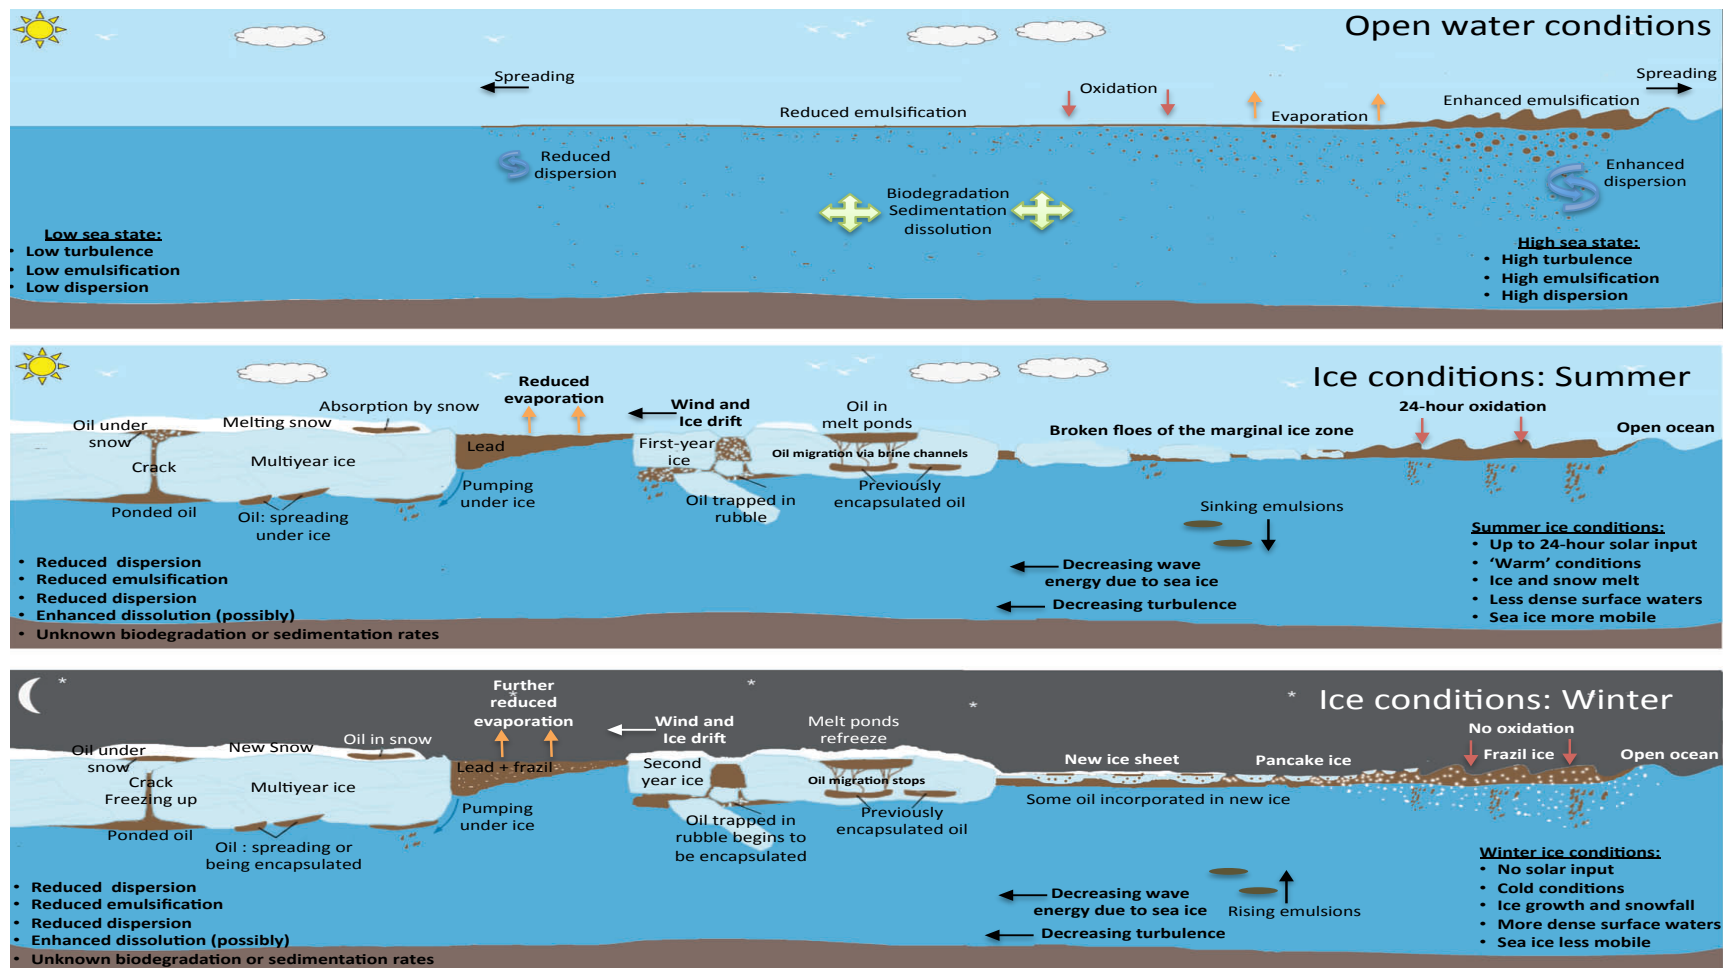 Open water conditions
Spreading
Spreading
Oxidation
Reduced emulsification
Evaporation
Enhanced emulsification
Reduced
dispersion
Enhanced
dispersion
Biodegradation
Sedimentation
dissolution
Low sea state:
• Low turbulence
• Low emulsification
• Low dispersion
High sea state:
• High turbulence
• High emulsification
• High dispersion
Ice conditions: Summer
Oil under
snow
Melting snow
Absorption by snow
Reduced
evaporation
Wind and
Ice drift
Oil in
melt ponds
24-hour oxidation
Broken floes of the marginal ice zone
Open ocean
Crack
Multiyear ice
Lead
First-year
ice
Oil migration via brine channels
Ponded oil
Oil: spreading
under ice
Pumping
under ice
Oil trapped in
rubble
Previously
encapsulated oil
Sinking emulsions
Decreasing wave
energy due to sea ice
Decreasing turbulence
• Reduced dispersion
• Reduced emulsification
• Reduced dispersion
• Enhanced dissolution (possibly)
• Unknown biodegradation or sedimentation rates
Summer ice conditions:
• Up to 24-hour solar input
• ‘Warm’ conditions
• Ice and snow melt
• Less dense surface waters
• Sea ice more mobile
Ice conditions: Winter
Oil under
snow
New Snow
Oil in snow
Further
reduced
evaporation
Wind and
Ice drift
Melt ponds
refreeze
No oxidation
Frazil ice
Open ocean
New ice sheet
Pancake ice
Crack
Freezing up
Multiyear ice
Lead + frazil
Second
year ice
Oil migration stops
Some oil incorporated in new ice
Ponded oil
Oil : spreading or
being encapsulated
Pumping
under ice
Oil trapped in
rubble begins to
be encapsulated
Previously
encapsulated oil
Decreasing wave
energy due to sea ice
Rising emulsions
Decreasing turbulence
• Reduced dispersion
• Reduced emulsification
• Reduced dispersion
• Enhanced dissolution (possibly)
• Unknown biodegradation or sedimentation rates
Winter ice conditions:
• No solar input
• Cold conditions
• Ice growth and snowfall
• More dense surface waters
• Sea ice less mobile